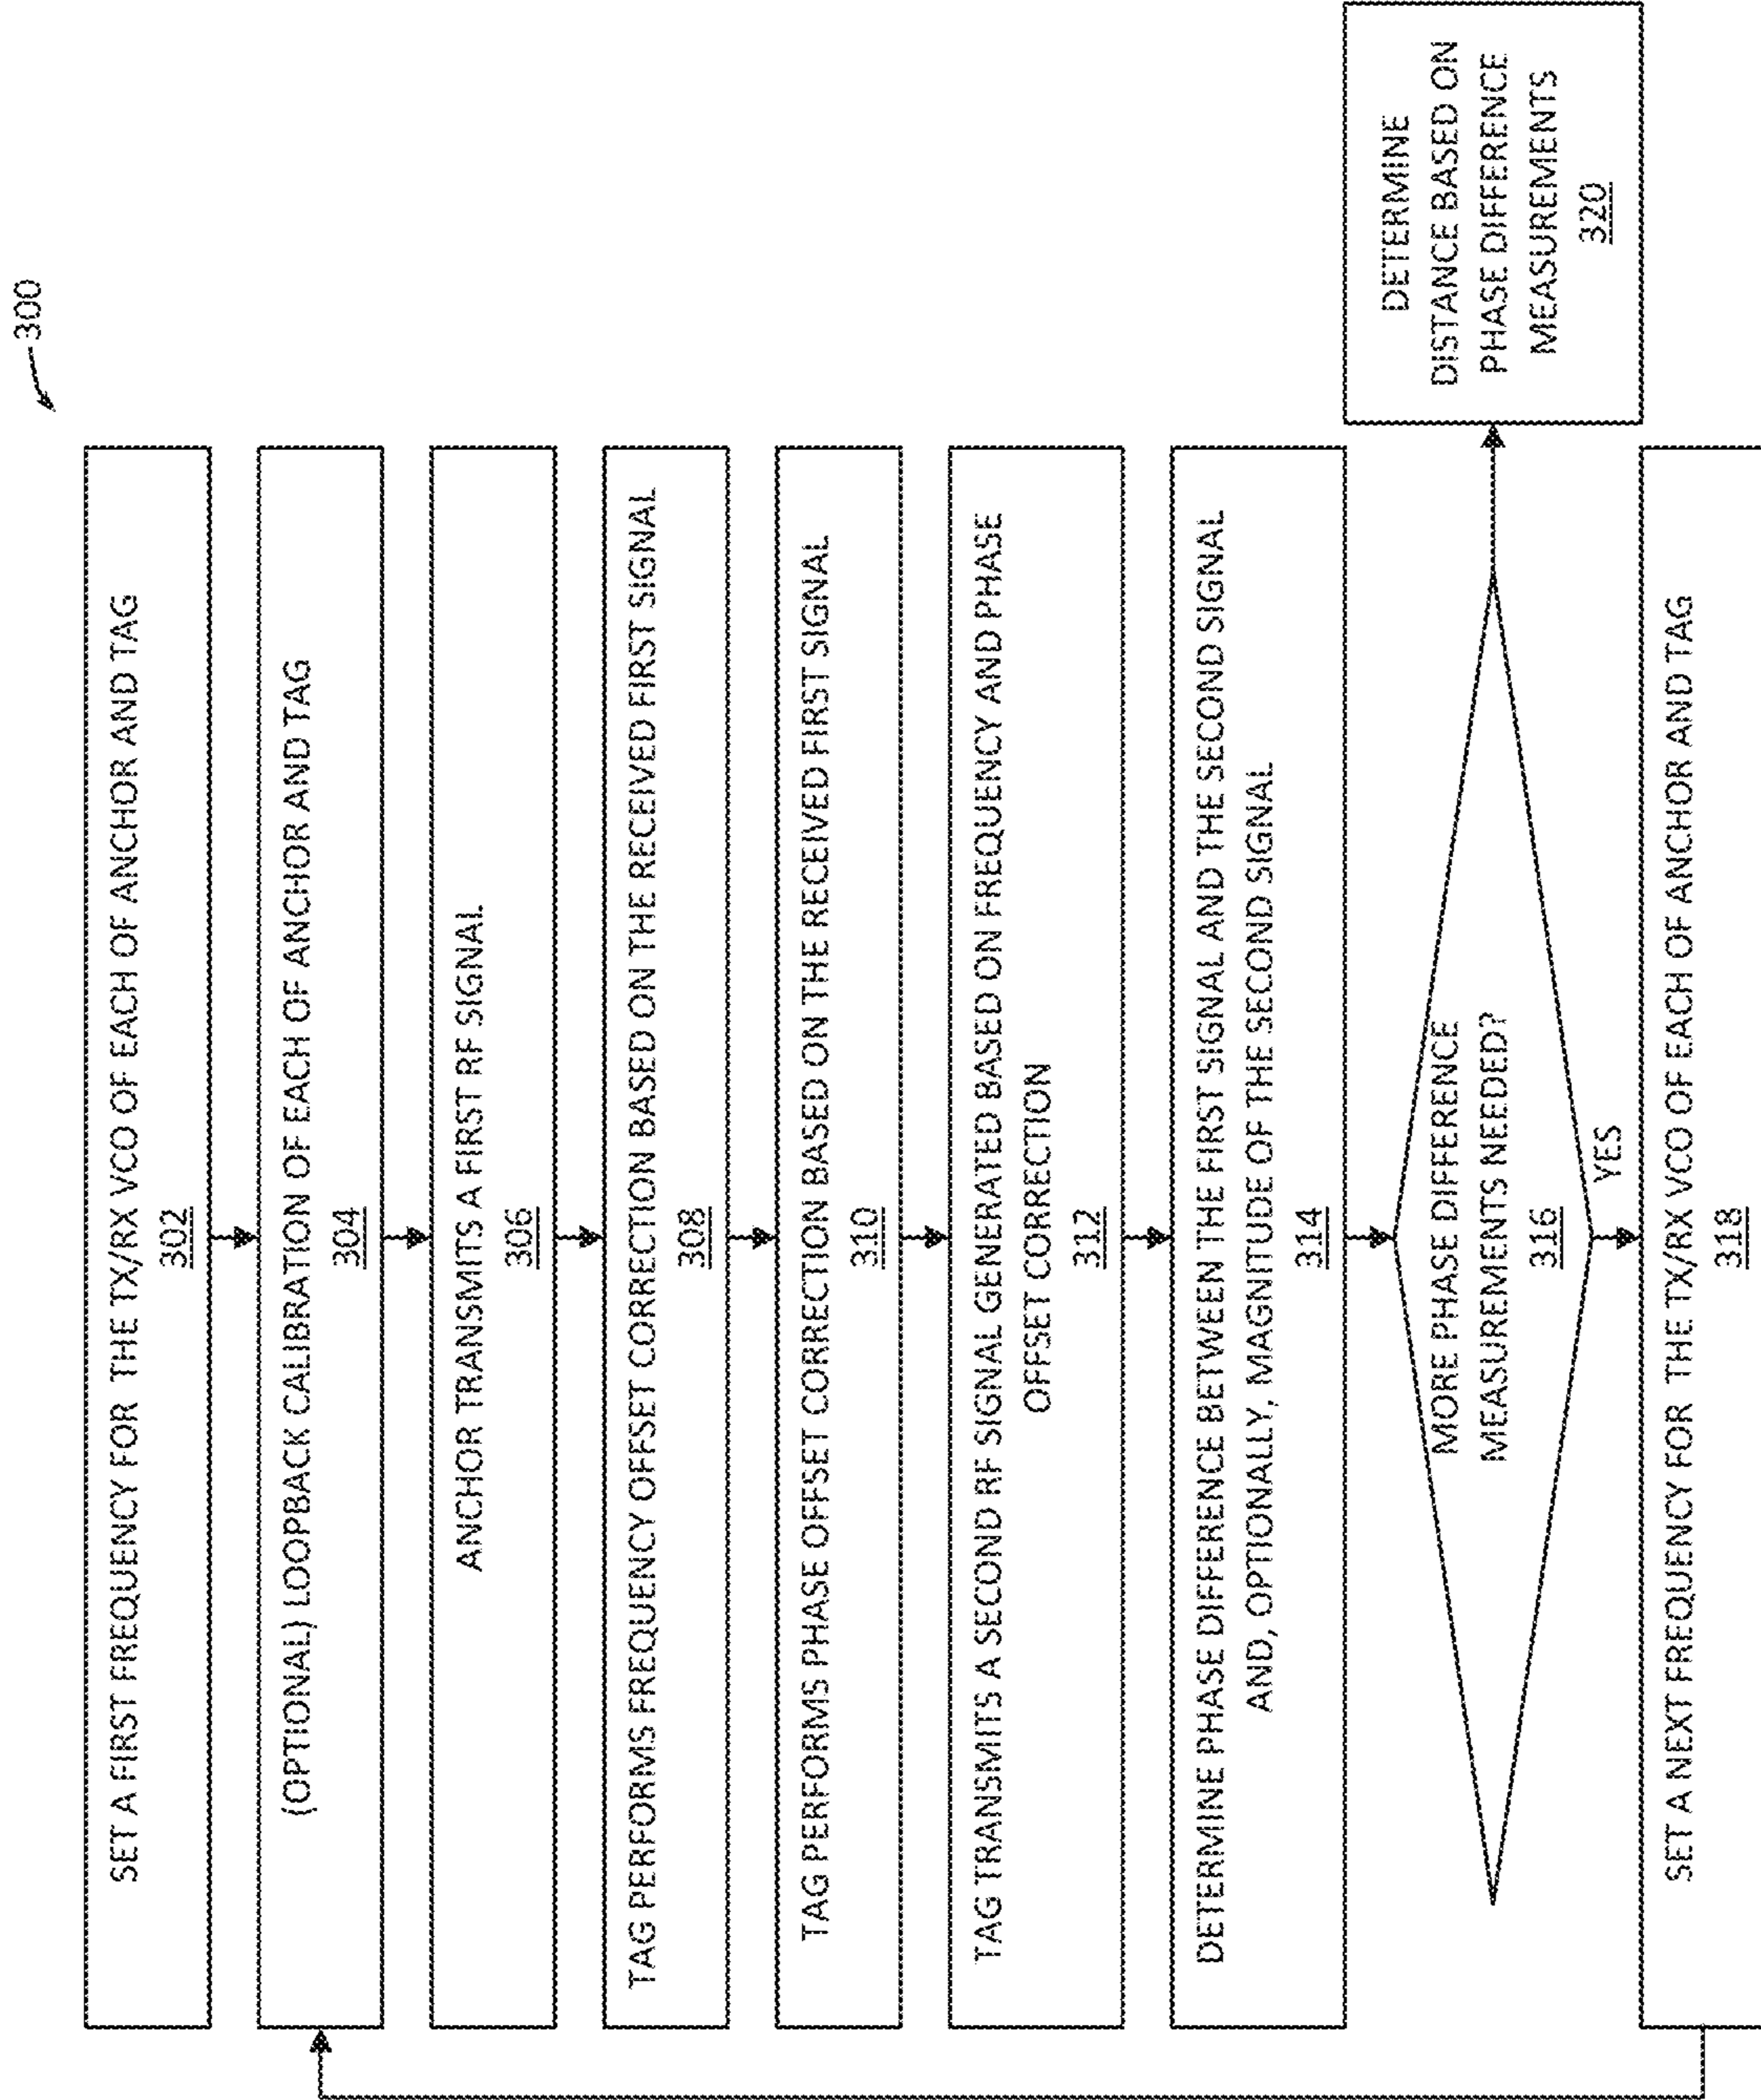 300
SET A FIRST FREQUENCY FOR THE TX/RX VCO OF EACH OF ANCHOR AND TAG
302
(OPTIONAL) LOOPBACK CALIBRATION OF EACH OF ANCHOR AND TAG
304
ANCHOR TRANSMITS A FIRST RF SIGNAL
306
TAG PERFORMS FREQUENCY OFFSET CORRECTION BASED ON THE RECEIVED FIRST SIGNAL
308
TAG PERFORMS PHASE OFFSET CORRECTION BASED ON THE RECEIVED FIRST SIGNAL
310
TAG TRANSMITS A SECOND RF SIGNAL GENERATED BASED ON FREQUENCY AND PHASE
OFFSET CORRECTION
312
DETERMINE PHASE DIFFERENCE BETWEEN THE FIRST SIGNAL AND THE SECOND SIGNAL
AND, OPTIONALLY, MAGNITUDE OF THE SECOND SIGNAL
314
MORE PHASE DIFFERENCE
MEASUREMENTS NEEDED?
316
YES
DETERMINE
DISTANCE BASED ON
PHASE DIFFERENCE
MEASUREMENTS
320
SET A NEXT FREQUENCY FOR THE TX/RX VCO OF EACH OF ANCHOR AND TAG
318